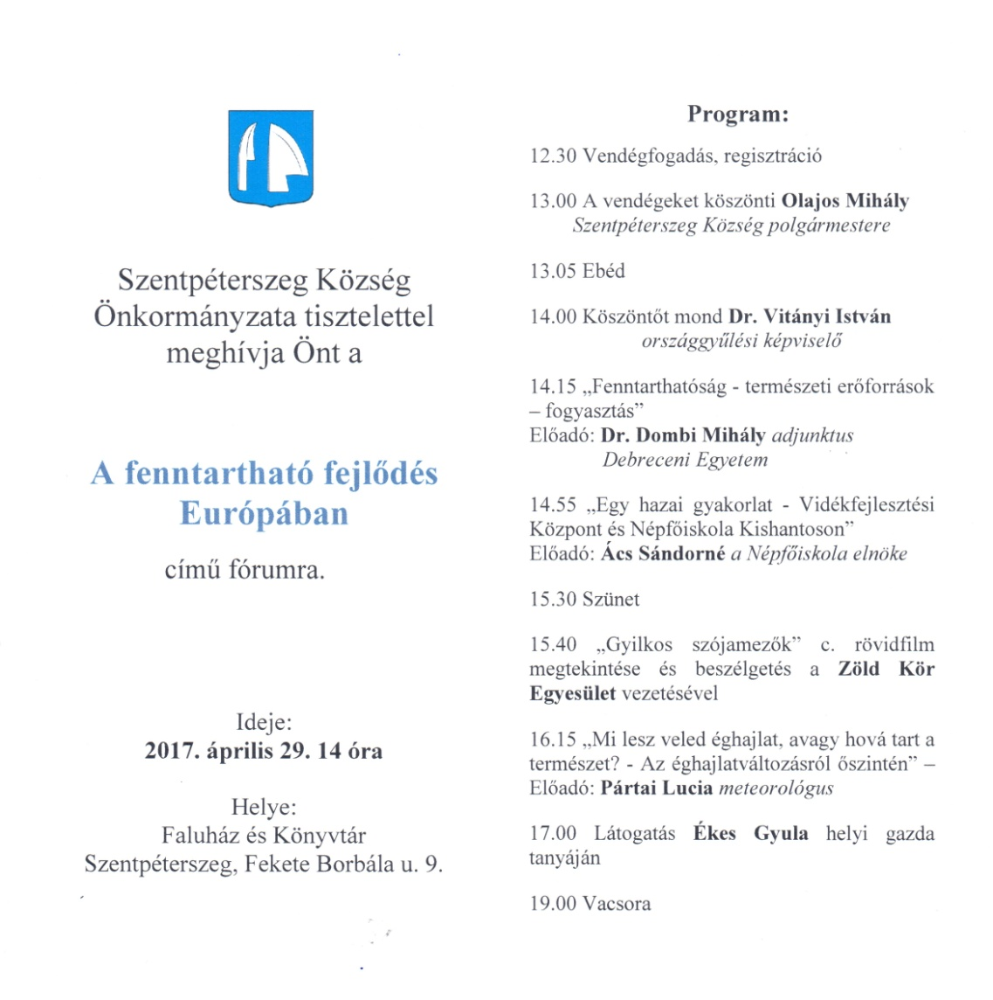 Szentpéterszeg Község
Önkormányzata tisztelettel
meghívja Önt a
A fenntartható fejlődés
Európában
című fórumra.
Ideje:
2017. április 29. 14 óra
Helye:
Faluház és Könyvtár
Szentpéterszeg, Fekete Borbála u. 9.
Program:
12.30 Vendégfogadás, regisztráció
13.00 A vendégeket köszönti Olajos Mihály
Szentpéterszeg Község polgármestere
13.05 Ebéd
14.00 Köszöntőt mond Dr. Vitányi István
országgyűlési képviselő
14.15 „Fenntarthatóság - természeti erőforrások
– fogyasztás”
Előadó: Dr. Dombi Mihály adjunktus
Debreceni Egyetem
14.55 „Egy hazai gyakorlat - Vidékfejlesztési
Központ és Népfőiskola Kishantoson”
Előadó: Ács Sándorné a Népfőiskola elnöke
15.30 Szünet
15.40 „Gyilkos szójamezők” c. rövidfilm
megtekintése és beszélgetés a Zöld Kör
Egyesület vezetésével
16.15 „Mi lesz veled éghajlat, avagy hová tart a
természet? - Az éghajlatváltozásról őszintén” –
Előadó: Pártai Lucia meteorológus
17.00 Látogatás Ékes Gyula helyi gazda
tanyáján
19.00 Vacsora